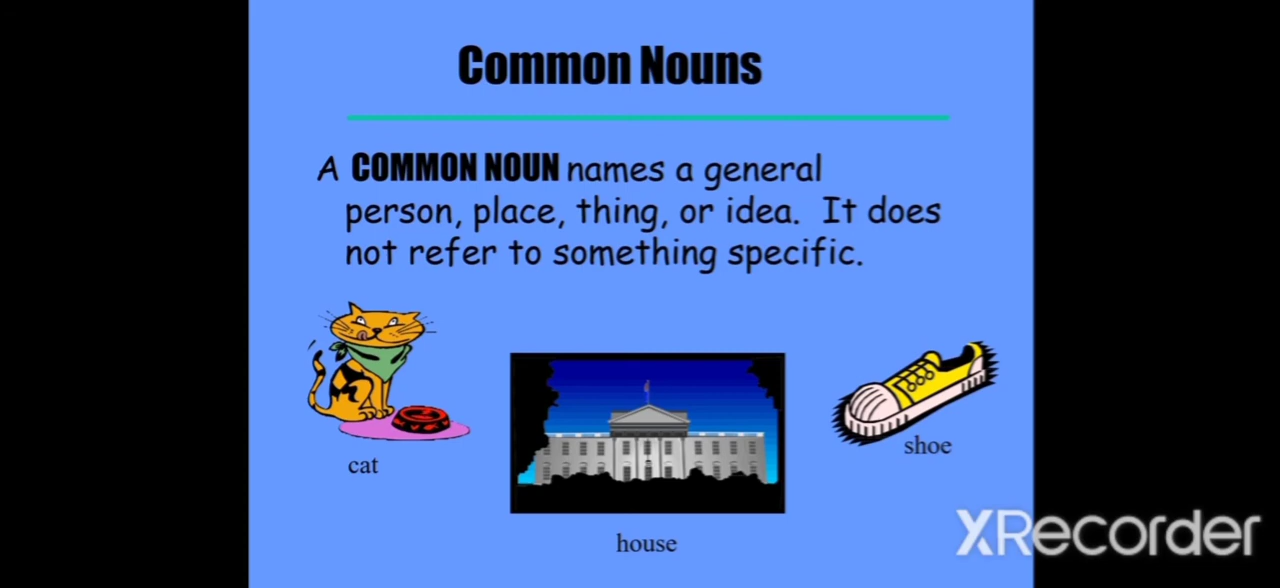 Common Nouns
A COMMON NOUN names a general
person, place, thing, or idea.  It does
not refer to something specific.
cat
shoe
house
XRecorder